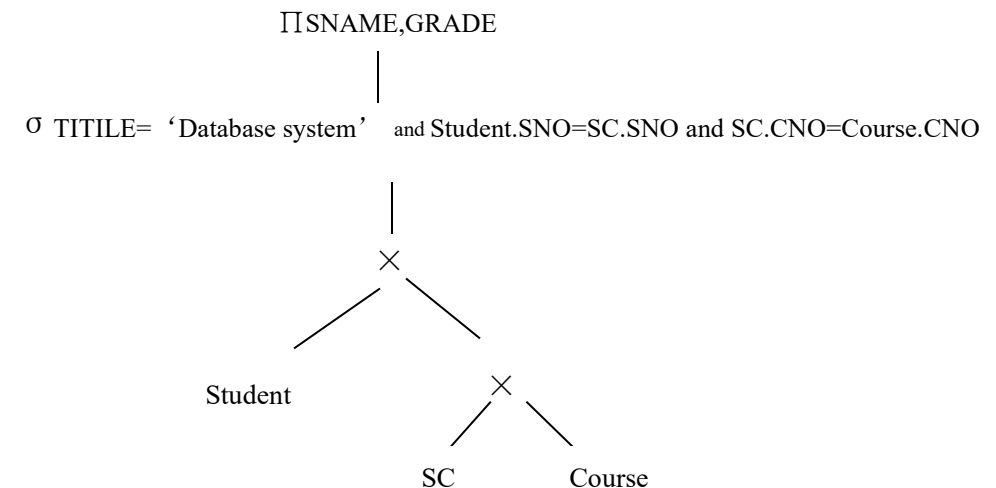 ∏SNAME,GRADE
σ TITILE= ‘Database system’ and Student.SNO=SC.SNO and SC.CNO=Course.CNO
×
Student
×
SC Course